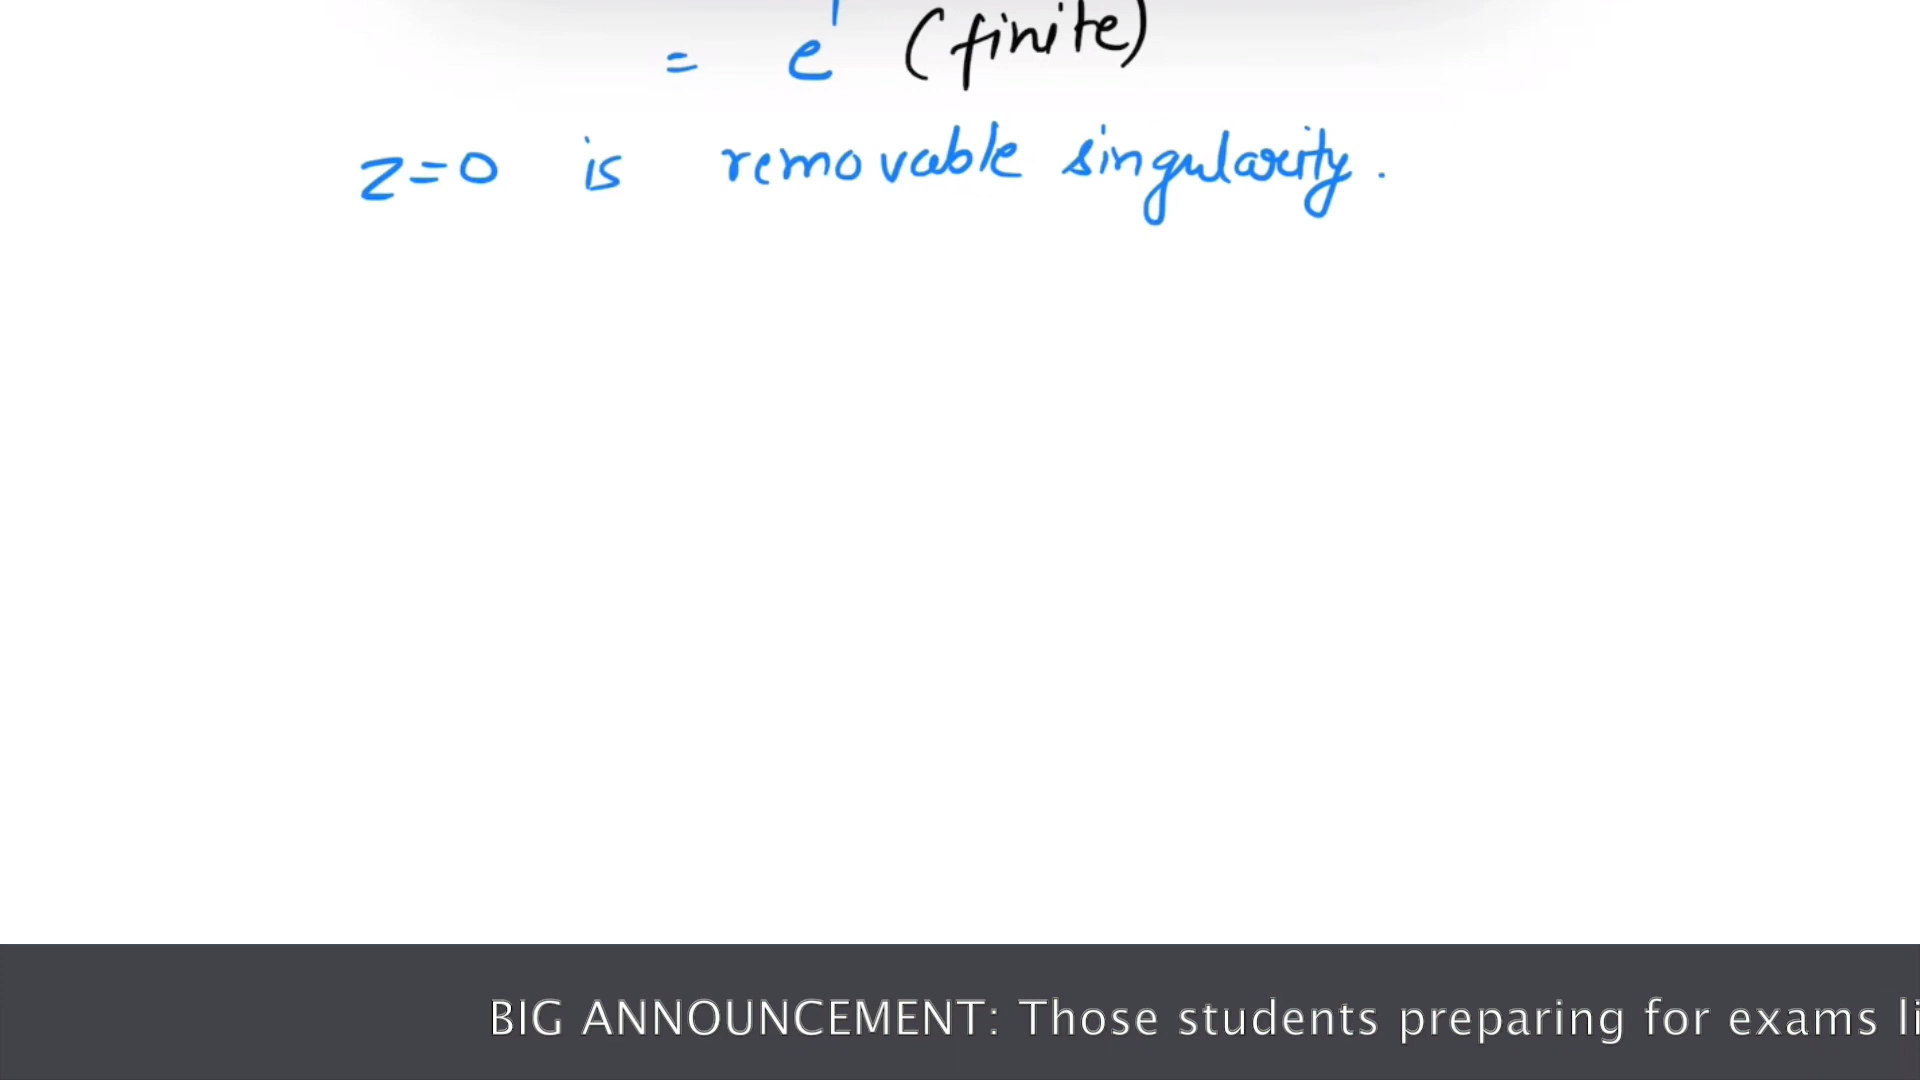 = e¹ (finite)
z=0 is removable singularity.
BIG ANNOUNCEMENT: Those students preparing for exams li